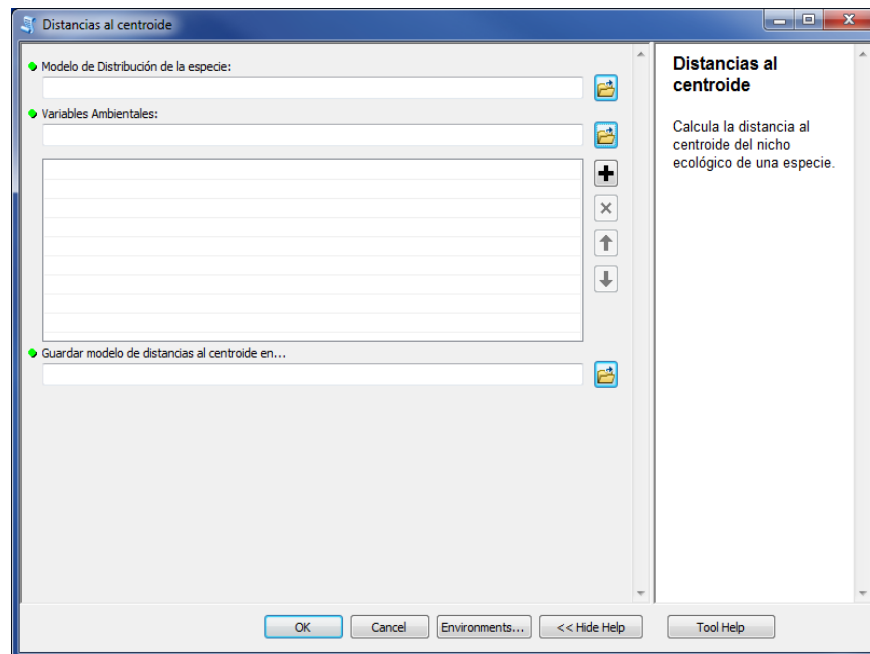 Distancias al centroide
Modelo de Distribución de la especie:
Variables Ambientales:
Guardar modelo de distancias al centroide en...
Distancias al
centroide
Calcula la distancia al
centroide del nicho
ecológico de una especie.
OK
Cancel
Environments...
<< Hide Help
Tool Help